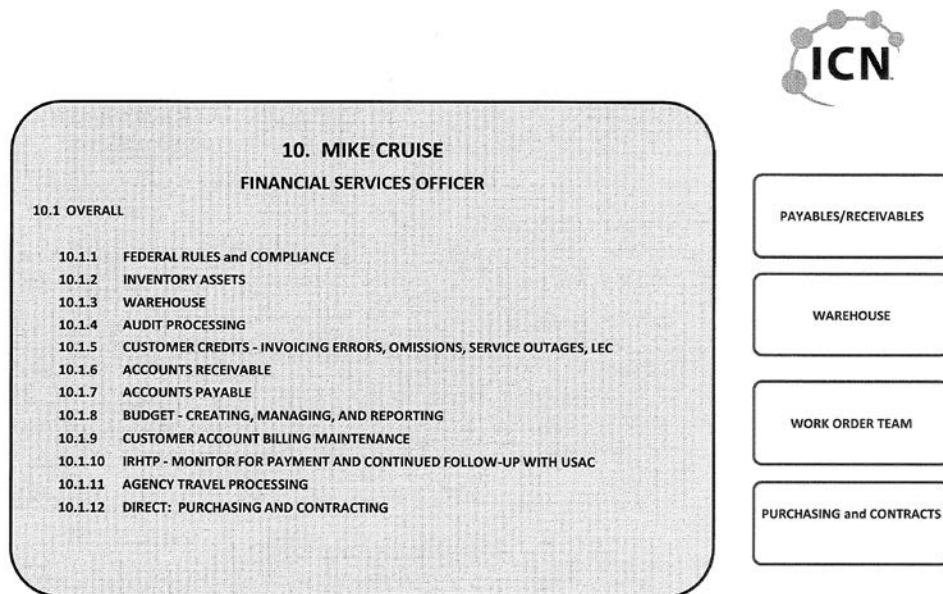 ICN
10. MIKE CRUISE
FINANCIAL SERVICES OFFICER
10.1 OVERALL
10.1.1 FEDERAL RULES and COMPLIANCE
10.1.2 INVENTORY ASSETS
10.1.3 WAREHOUSE
10.1.4 AUDIT PROCESSING
10.1.5 CUSTOMER CREDITS - INVOICING ERRORS, OMISSIONS, SERVICE OUTAGES, LEC
10.1.6 ACCOUNTS RECEIVABLE
10.1.7 ACCOUNTS PAYABLE
10.1.8 BUDGET - CREATING, MANAGING, AND REPORTING
10.1.9 CUSTOMER ACCOUNT BILLING MAINTENANCE
10.1.10 IRHTP - MONITOR FOR PAYMENT AND CONTINUED FOLLOW-UP WITH USAC
10.1.11 AGENCY TRAVEL PROCESSING
10.1.12 DIRECT: PURCHASING AND CONTRACTING
PAYABLES/RECEIVABLES
WAREHOUSE
WORK ORDER TEAM
PURCHASING and CONTRACTS